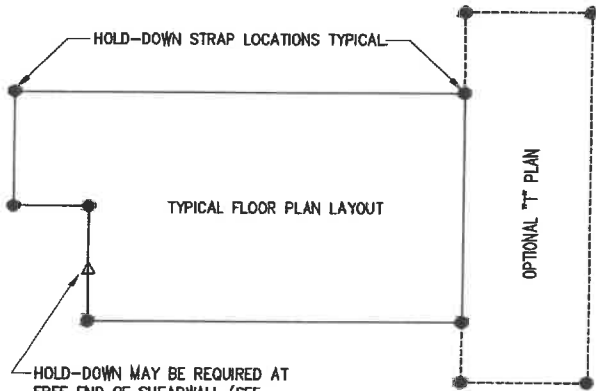 HOLD-DOWN STRAP LOCATIONS TYPICAL
TYPICAL FLOOR PLAN LAYOUT
OPTIONAL "T" PLAN
HOLD-DOWN MAY BE REQUIRED AT
FREE END OF SHEARWALL (SEE